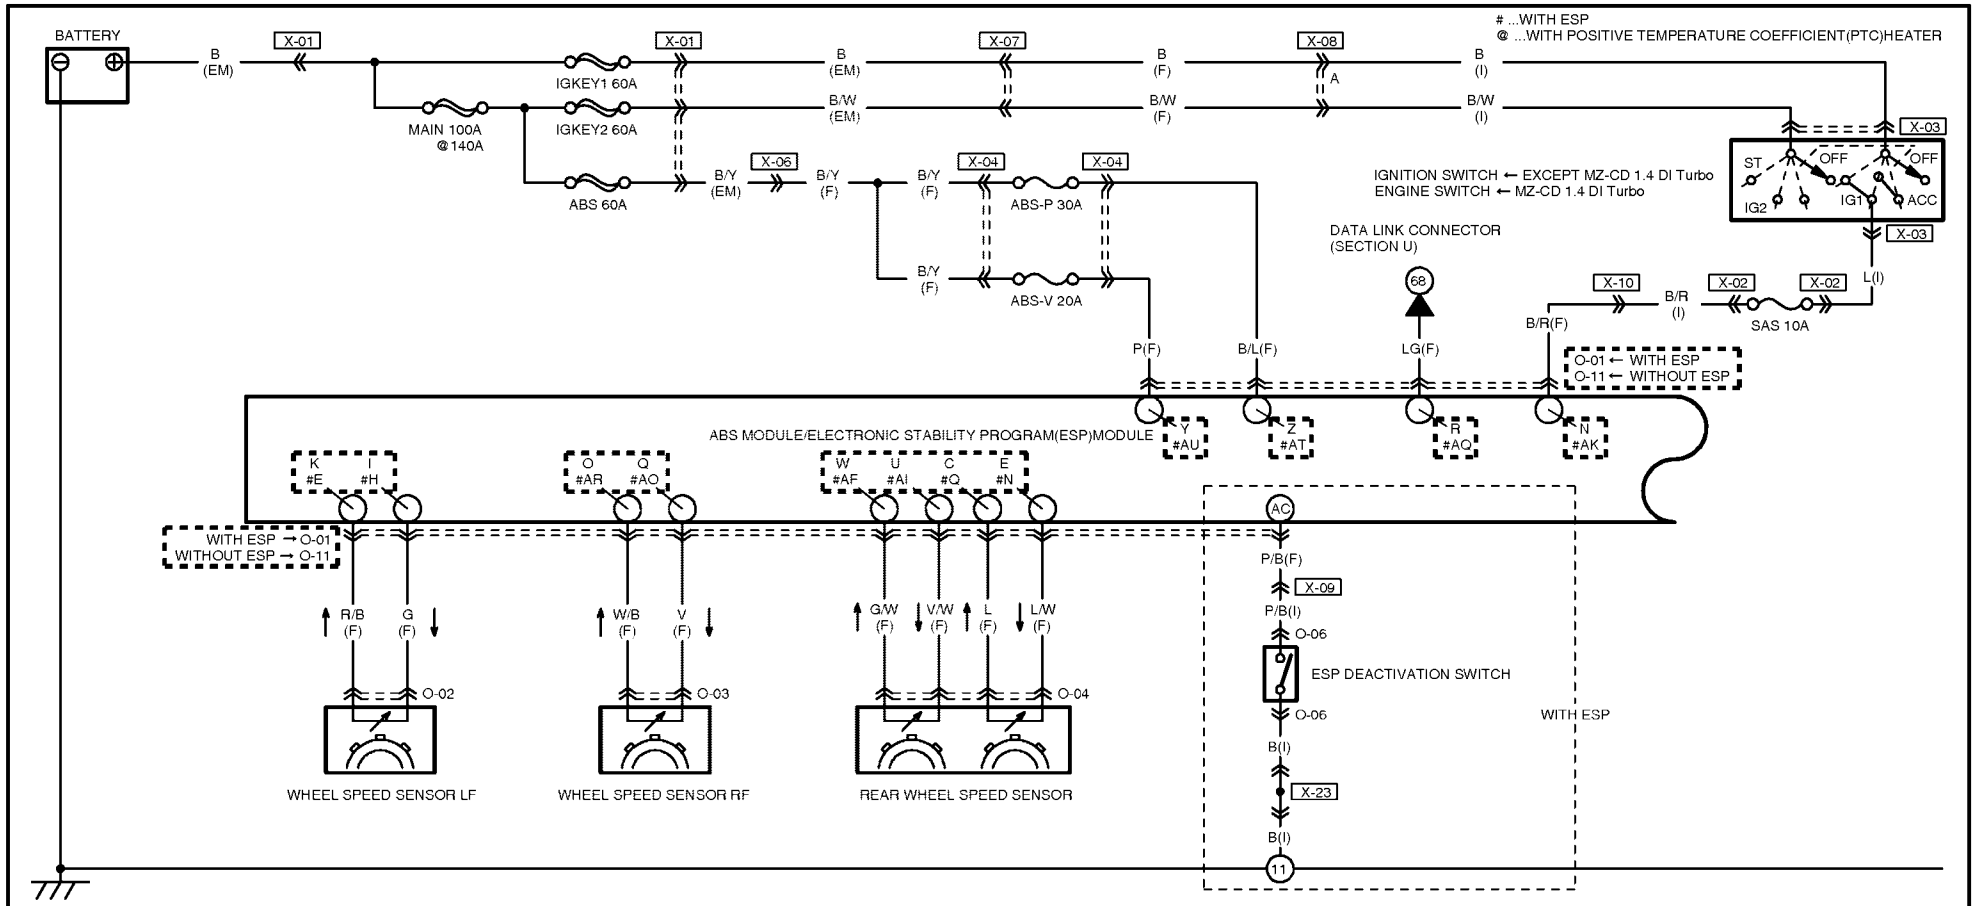 # ...WITH ESP
@ ...WITH POSITIVE TEMPERATURE COEFFICIENT(PTC)HEATER
BATTERY
X-01
X-01
X-07
X-08
B
(EM)
IGKEY1 60A
B
(EM)
B
(F)
A
B
(I)
MAIN 100A
@140A
IGKEY2 60A
B/W
(EM)
B/W
(F)
B/W
(I)
X-03
ABS 60A
B/Y
(EM)
X-06
B/Y
(F)
B/Y
(F)
X-04
ABS-P 30A
X-04
IGNITION SWITCH ← EXCEPT MZ-CD 1.4 DI Turbo
ENGINE SWITCH ← MZ-CD 1.4 DI Turbo
ST
OFF
OFF
IG2
IG1
ACC
X-03
B/Y
(F)
ABS-V 20A
DATA LINK CONNECTOR
(SECTION U)
68
X-10
B/R
(I)
X-02
SAS 10A
X-02
L(I)
P(F)
B/L(F)
LG(F)
B/R(F)
O-01 ← WITH ESP
O-11 ← WITHOUT ESP
ABS MODULE/ELECTRONIC STABILITY PROGRAM(ESP)MODULE
Y
#AU
Z
#AT
R
#AQ
N
#AK
K I
#E #H
O Q
#AR #AO
W U C E
#AF #AI #Q #N
AC
WITH ESP → O-01
WITHOUT ESP → O-11
R/B
(F)
G
(F)
W/B
(F)
V
(F)
G/W
(F)
V/W
(F)
L
(F)
L/W
(F)
P/B(F)
X-09
P/B(I)
O-06
ESP DEACTIVATION SWITCH
O-06
WITH ESP
B(I)
X-23
B(I)
11
O-02
O-03
O-04
WHEEL SPEED SENSOR LF
WHEEL SPEED SENSOR RF
REAR WHEEL SPEED SENSOR